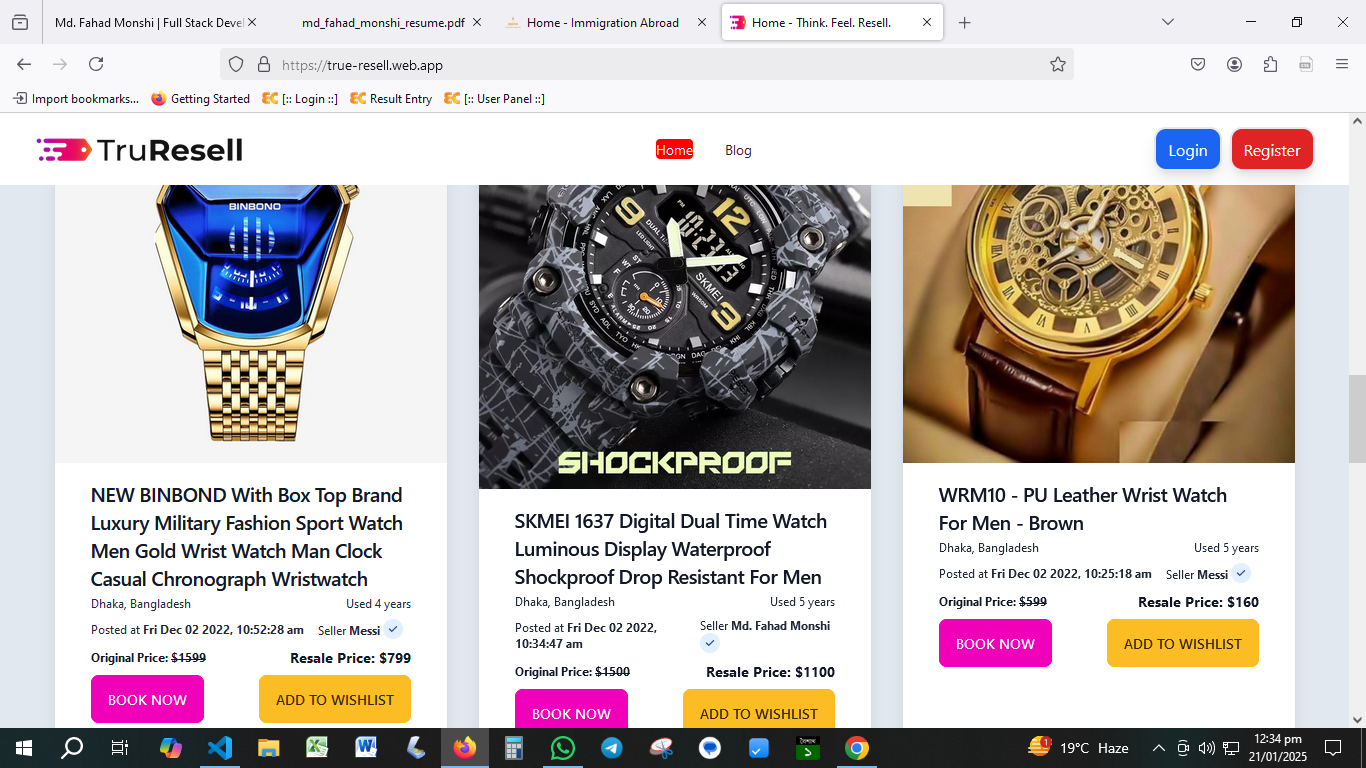 Md. Fahad Monshi | Full Stack Devel
md_fahad_monshi_resume.pdf
Home - Immigration Abroad
Home - Think. Feel. Resell.
https://true-resell.web.app
Import bookmarks...
Getting Started
[:: Login ::]
Result Entry
[:: User Panel ::]
TruResell
Home
Blog
Login
Register
BINBOND
9
12
3
SKMEI
SHOCKPROOF
NEW BINBOND With Box Top Brand
Luxury Military Fashion Sport Watch
Men Gold Wrist Watch Man Clock
Casual Chronograph Wristwatch
Dhaka, Bangladesh
Used 4 years
Posted at Fri Dec 02 2022, 10:52:28 am
Seller Messi
Original Price: $1599
Resale Price: $799
BOOK NOW
ADD TO WISHLIST
SKMEI 1637 Digital Dual Time Watch
Luminous Display Waterproof
Shockproof Drop Resistant For Men
Dhaka, Bangladesh
Used 5 years
Posted at Fri Dec 02 2022,
10:34:47 am
Seller Md. Fahad Monshi
Original Price: $1500
Resale Price: $1100
BOOK NOW
ADD TO WISHLIST
WRM10 - PU Leather Wrist Watch
For Men - Brown
Dhaka, Bangladesh
Used 5 years
Posted at Fri Dec 02 2022, 10:25:18 am
Seller Messi
Original Price: $599
Resale Price: $160
BOOK NOW
ADD TO WISHLIST
19°C Haze
12:34 pm
21/01/2025